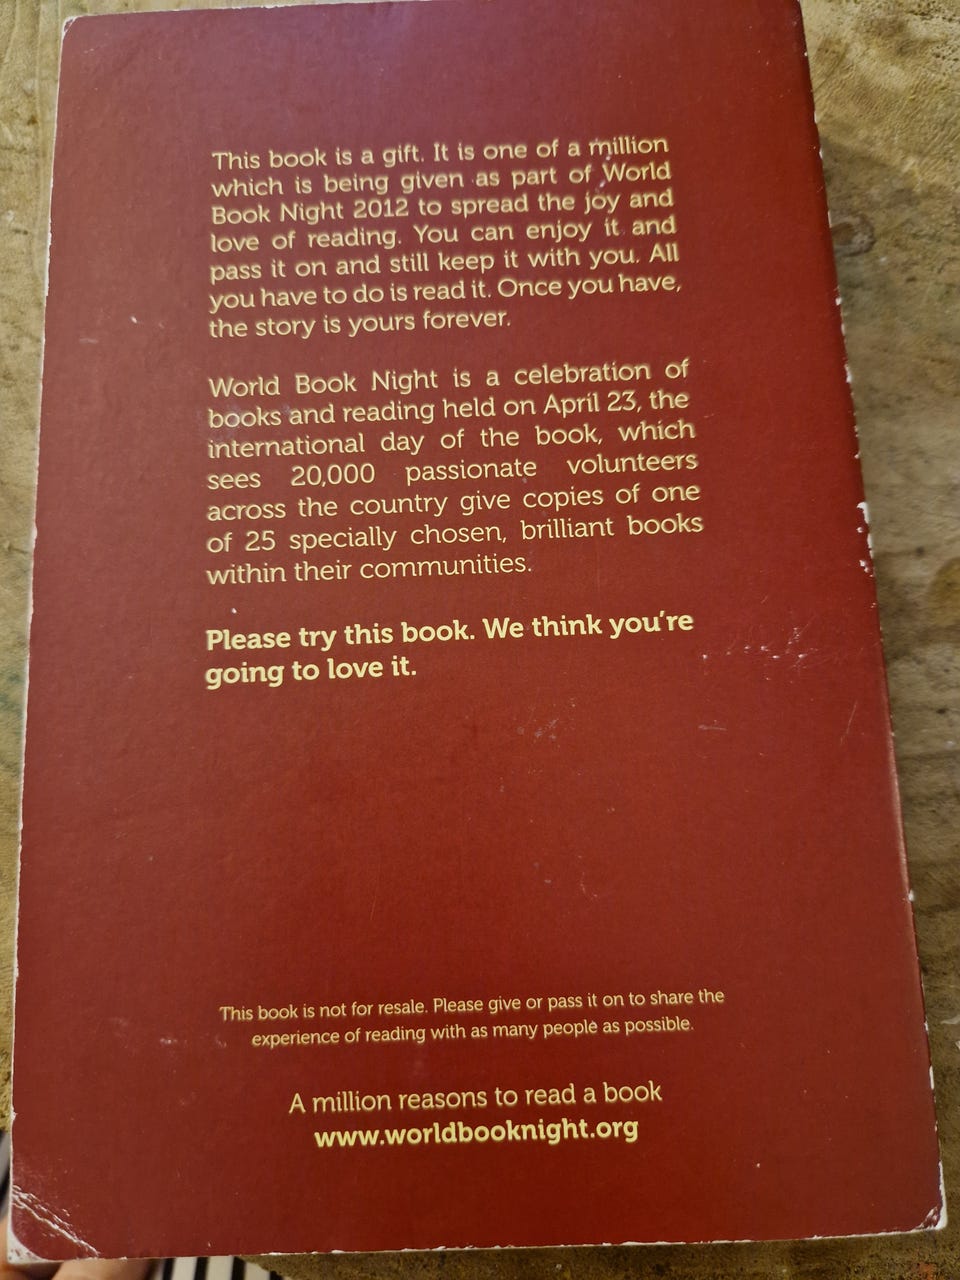 This book is a gift. It is one of a million
which is being given as part of World
Book Night 2012 to spread the joy and
love of reading. You can enjoy it and
pass it on and still keep it with you. All
you have to do is read it. Once you have,
the story is yours forever.
World Book Night is a celebration of
books and reading held on April 23, the
international day of the book, which
sees 20,000 passionate volunteers
across the country give copies of one
of 25 specially chosen, brilliant books
within their communities.
Please try this book. We think you're
going to love it.
This book is not for resale. Please give or pass it on to share the
experience of reading with as many people as possible.
A million reasons to read a book
www.worldbooknight.org